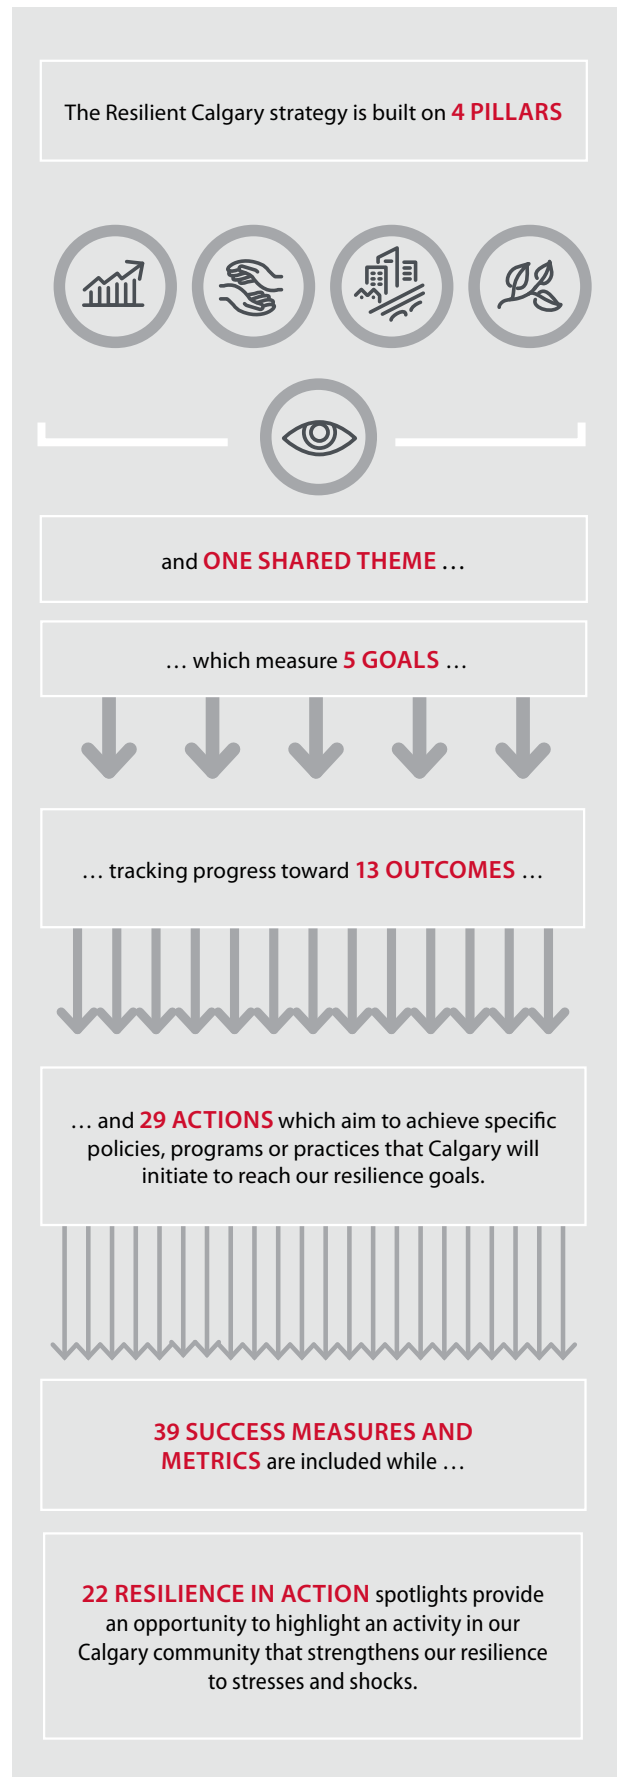 The Resilient Calgary strategy is built on 4 PILLARS
and ONE SHARED THEME …
… which measure 5 GOALS …
… tracking progress toward 13 OUTCOMES …
… and 29 ACTIONS which aim to achieve specific
policies, programs or practices that Calgary will
initiate to reach our resilience goals.
39 SUCCESS MEASURES AND
METRICS are included while …
22 RESILIENCE IN ACTION spotlights provide
an opportunity to highlight an activity in our
Calgary community that strengthens our resilience
to stresses and shocks.